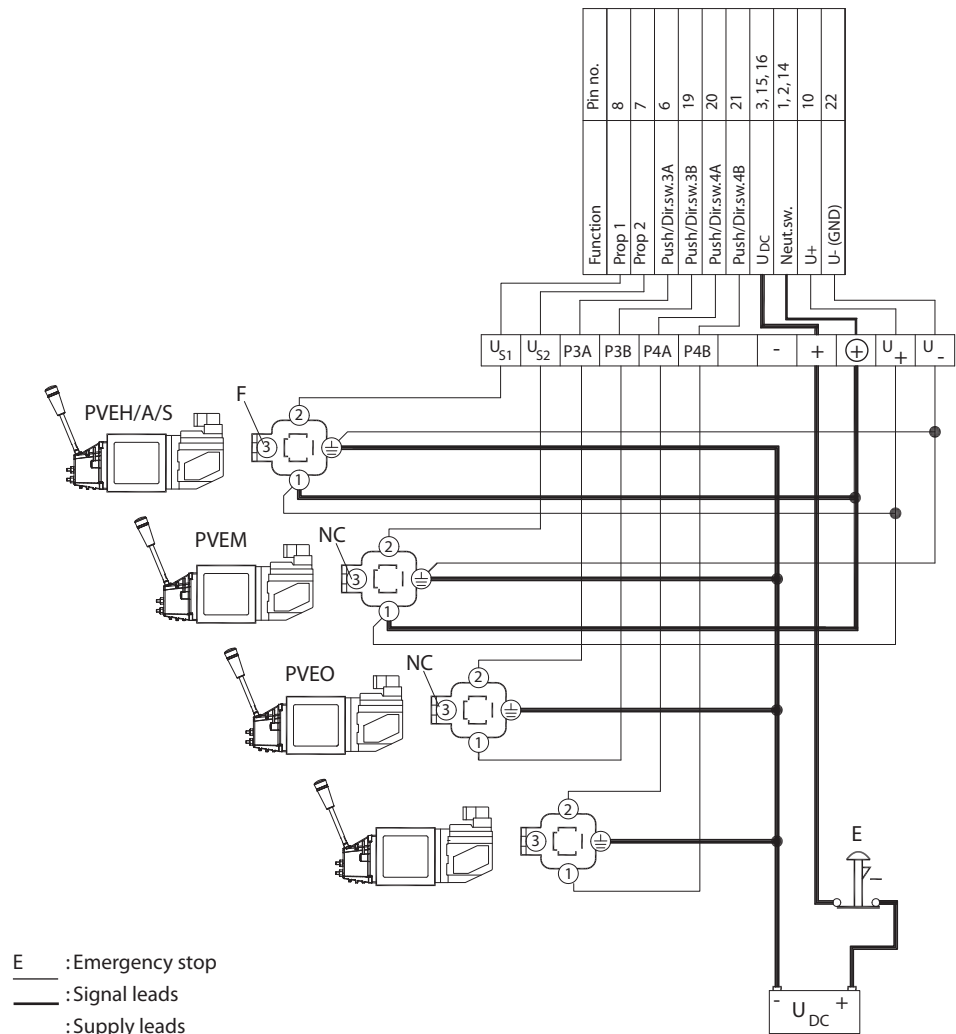 Function Pin no.
Prop 1 8
Prop 2 7
Push/Dir.sw.3A 6
Push/Dir.sw.3B 19
Push/Dir.sw.4A 20
Push/Dir.sw.4B 21
UDC 3, 15, 16
Neut.sw. 1, 2, 14
U+ 10
U- (GND) 22
US1 US2 P3A P3B P4A P4B - + + U+ U-
PVEH/A/S
F
2
3
1
PVEM
NC
2
3
1
PVEO
NC
2
3
1
2
3
1
E
- UDC +
E :Emergency stop
:Signal leads
:Supply leads